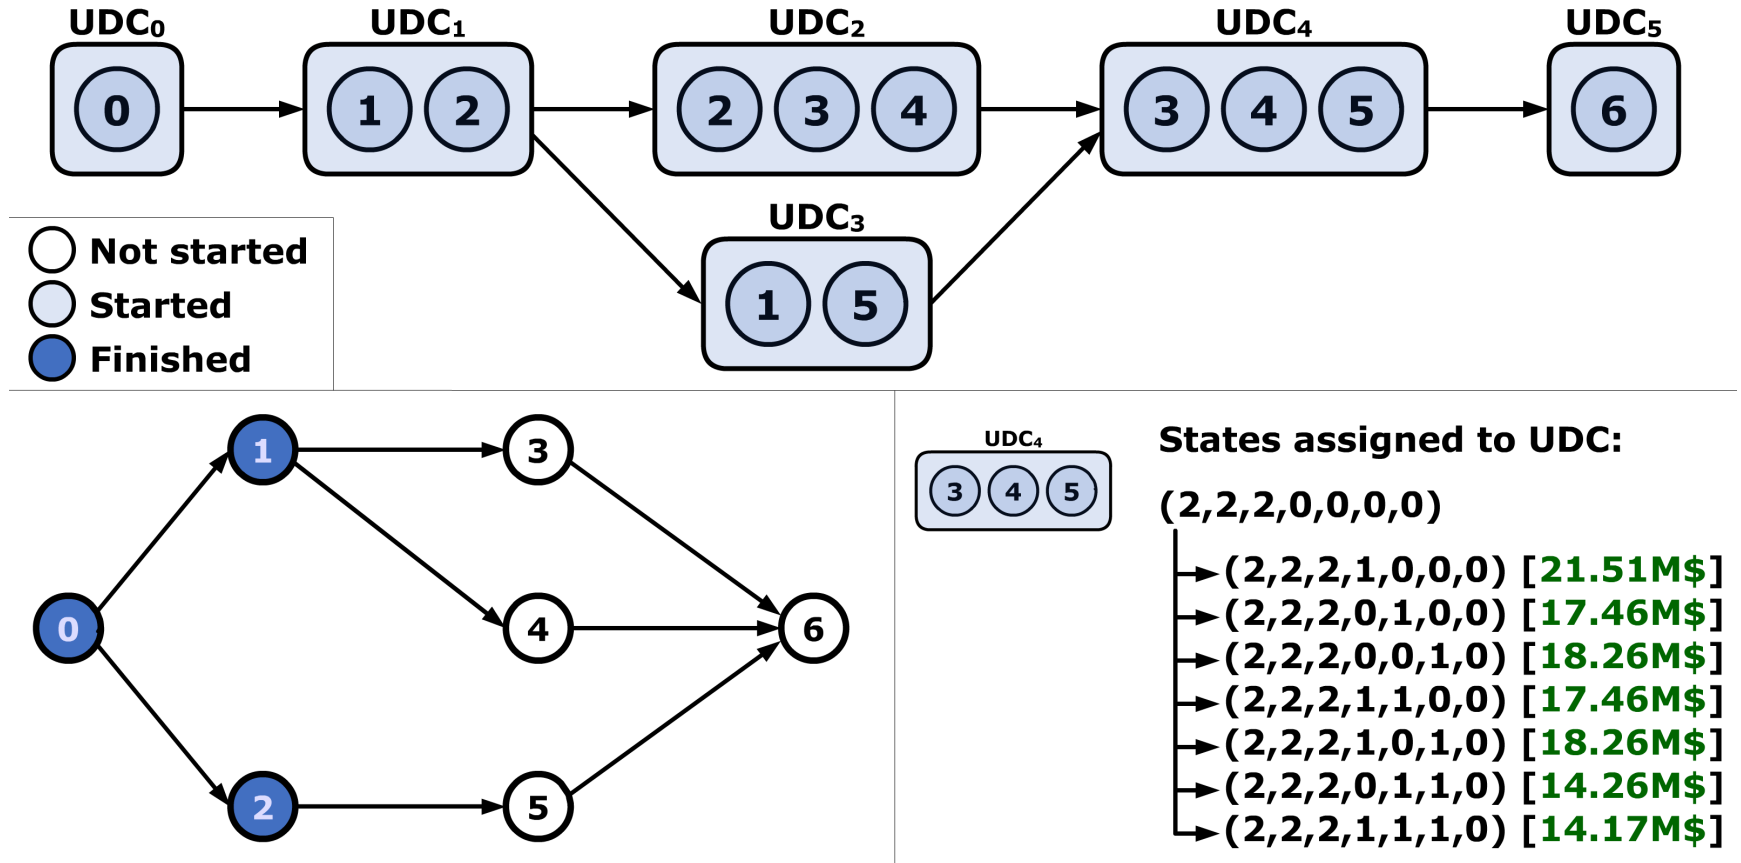 UDC₀ UDC₁ UDC₂ UDC₄ UDC₅
0 1 2 2 3 4 3 4 5 6
UDC₃
1 5
Not started
Started
Finished
1 3
0 4 6
2 5
UDC₄
3 4 5
States assigned to UDC:
(2,2,2,0,0,0,0)
(2,2,2,1,0,0,0) [21.51M$]
(2,2,2,0,1,0,0) [17.46M$]
(2,2,2,0,0,1,0) [18.26M$]
(2,2,2,1,1,0,0) [17.46M$]
(2,2,2,1,0,1,0) [18.26M$]
(2,2,2,0,1,1,0) [14.26M$]
(2,2,2,1,1,1,0) [14.17M$]